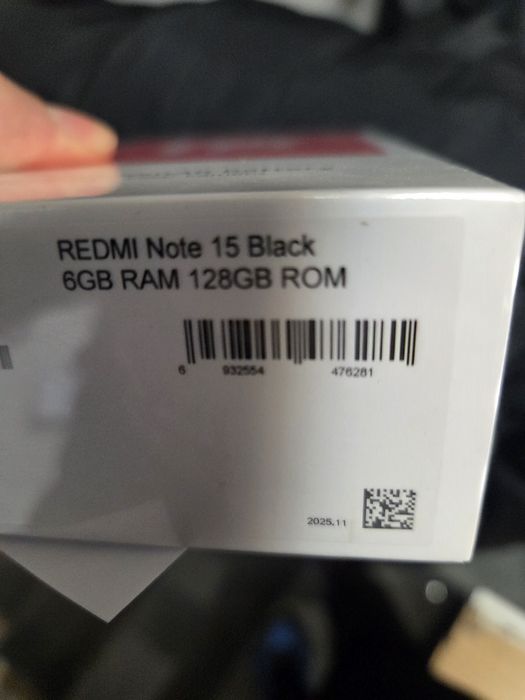 REDMI Note 15 Black
6GB RAM 128GB ROM
6 932554 476281
2025.11